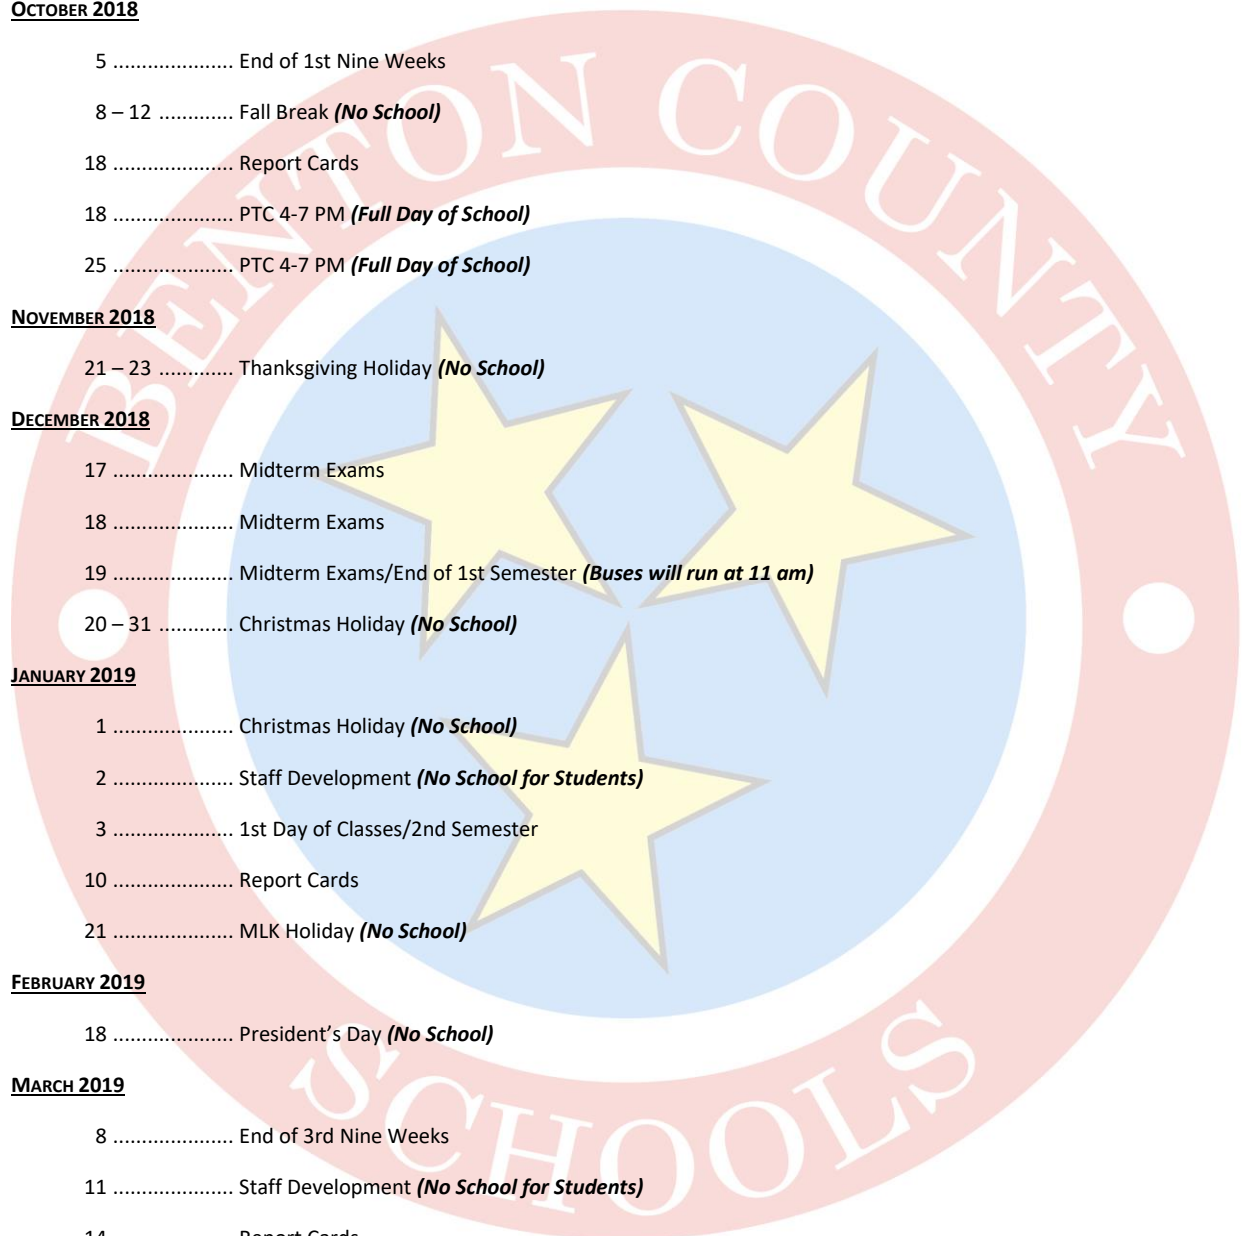 OCTOBER 2018
5 ..................... End of 1st Nine Weeks
8 – 12 ............. Fall Break (No School)
18 ..................... Report Cards
18 ..................... PTC 4-7 PM (Full Day of School)
25 ..................... PTC 4-7 PM (Full Day of School)
NOVEMBER 2018
21 – 23 ............. Thanksgiving Holiday (No School)
DECEMBER 2018
17 ..................... Midterm Exams
18 ..................... Midterm Exams
19 ..................... Midterm Exams/End of 1st Semester (Buses will run at 11 am)
20 – 31 ............. Christmas Holiday (No School)
JANUARY 2019
1 ..................... Christmas Holiday (No School)
2 ..................... Staff Development (No School for Students)
3 ..................... 1st Day of Classes/2nd Semester
10 ..................... Report Cards
21 ..................... MLK Holiday (No School)
FEBRUARY 2019
18 ..................... President’s Day (No School)
MARCH 2019
8 ..................... End of 3rd Nine Weeks
11 ..................... Staff Development (No School for Students)
14 ..................... Report Cards
BENTON COUNTY
SCHOOLS